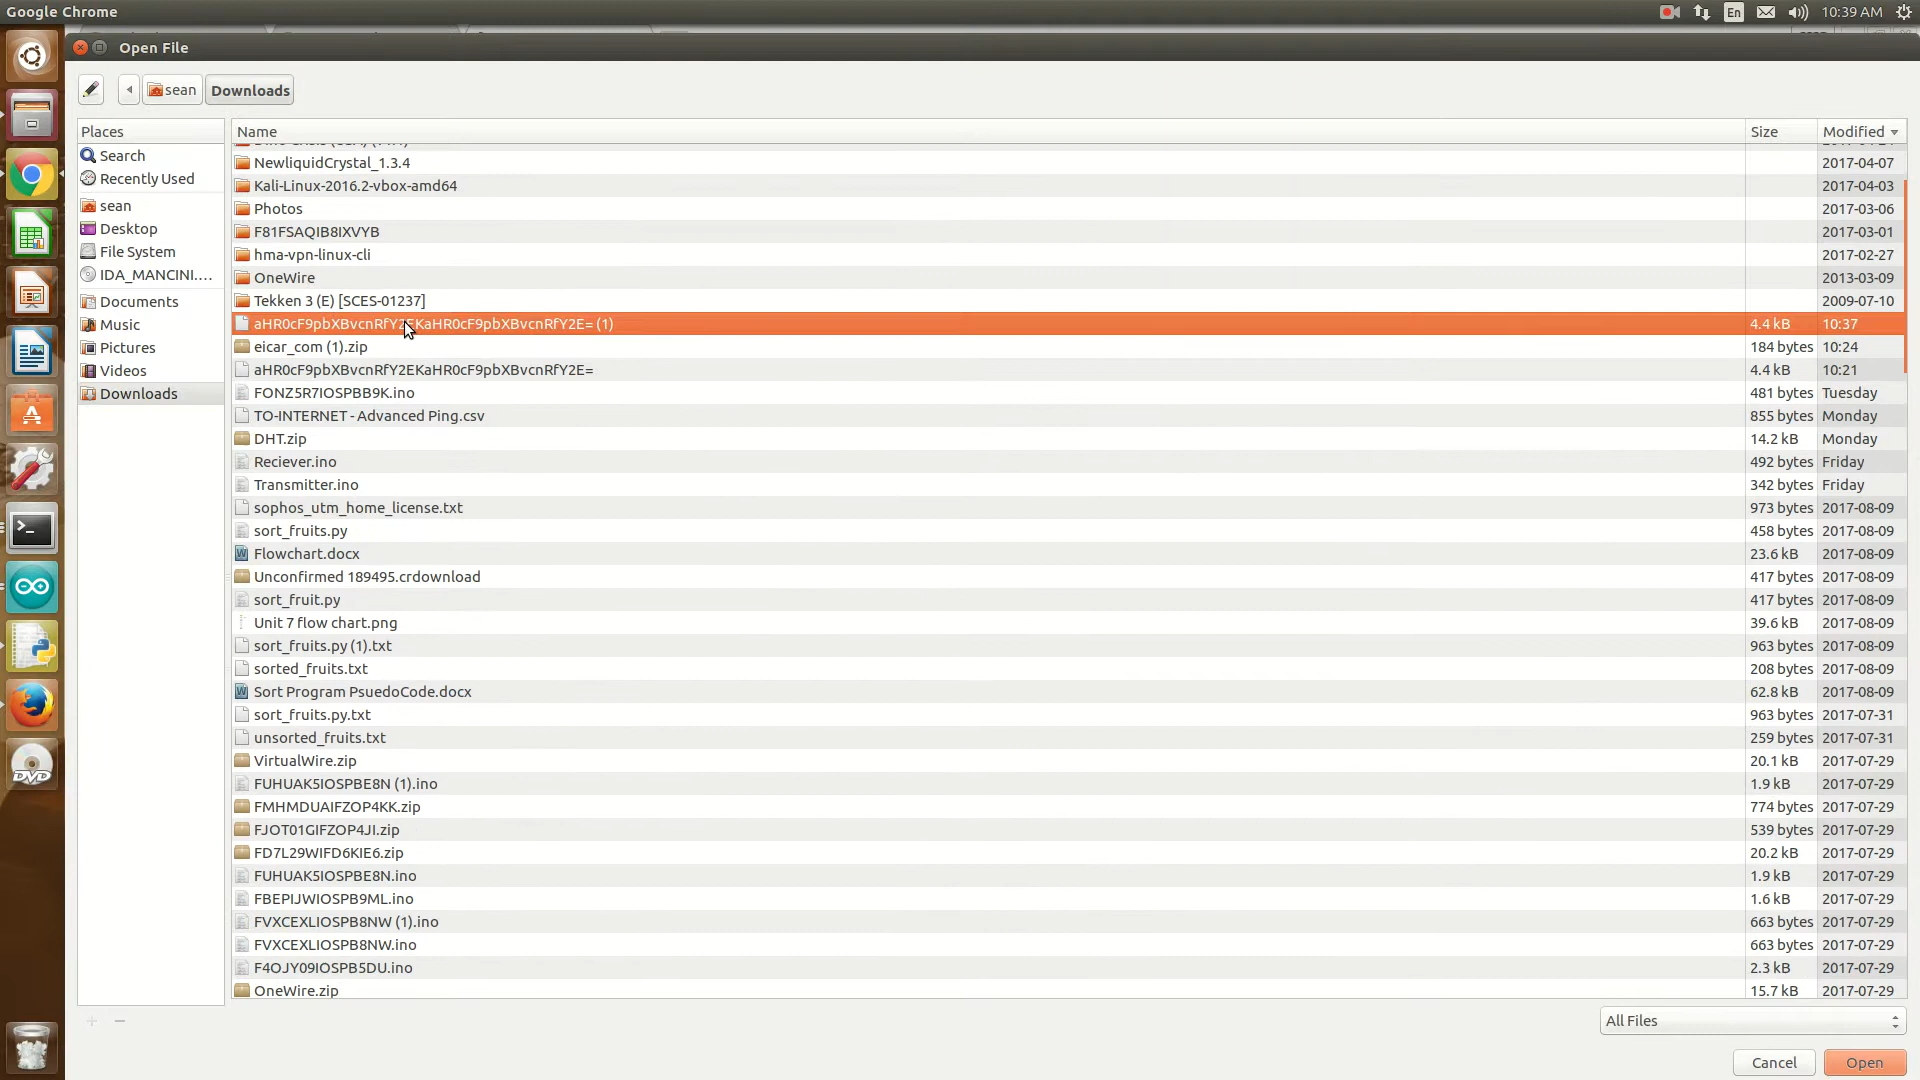 Google Chrome
En
10:39 AM
Open File
sean
Downloads
Places
Search
Recently Used
sean
Desktop
File System
IDA_MANCINI....
Documents
Music
Pictures
Videos
Downloads
Name Size Modified
NewliquidCrystal_1.3.4 2017-04-07
Kali-Linux-2016.2-vbox-amd64 2017-04-03
Photos 2017-03-06
F81FSAQIB8IXVYB 2017-03-01
hma-vpn-linux-cli 2017-02-27
OneWire 2013-03-09
Tekken 3 (E) [SCES-01237] 2009-07-10
aHR0cF9pbXBvcnRfY2EKaHR0cF9pbXBvcnRfY2E= (1) 4.4 kB 10:37
eicar_com (1).zip 184 bytes 10:24
aHR0cF9pbXBvcnRfY2EKaHR0cF9pbXBvcnRfY2E= 4.4 kB 10:21
FONZ5R7IOSPBB9K.ino 481 bytes Tuesday
TO-INTERNET - Advanced Ping.csv 855 bytes Monday
DHT.zip 14.2 kB Monday
Reciever.ino 492 bytes Friday
Transmitter.ino 342 bytes Friday
sophos_utm_home_license.txt 973 bytes 2017-08-09
sort_fruits.py 458 bytes 2017-08-09
Flowchart.docx 23.6 kB 2017-08-09
Unconfirmed 189495.crdownload 417 bytes 2017-08-09
sort_fruit.py 417 bytes 2017-08-09
Unit 7 flow chart.png 39.6 kB 2017-08-09
sort_fruits.py (1).txt 963 bytes 2017-08-09
sorted_fruits.txt 208 bytes 2017-08-09
Sort Program PsuedoCode.docx 62.8 kB 2017-08-09
sort_fruits.py.txt 963 bytes 2017-07-31
unsorted_fruits.txt 259 bytes 2017-07-31
VirtualWire.zip 20.1 kB 2017-07-29
FUHUAK5IOSPBE8N (1).ino 1.9 kB 2017-07-29
FMHMDUAIFZOP4KK.zip 774 bytes 2017-07-29
FJOT01GIFZOP4JI.zip 539 bytes 2017-07-29
FD7L29WIFD6KIE6.zip 20.2 kB 2017-07-29
FUHUAK5IOSPBE8N.ino 1.9 kB 2017-07-29
FBEPIJWIOSPB9ML.ino 1.6 kB 2017-07-29
FVXCEXLIOSPB8NW (1).ino 663 bytes 2017-07-29
FVXCEXLIOSPB8NW.ino 663 bytes 2017-07-29
F4OJY09IOSPB5DU.ino 2.3 kB 2017-07-29
OneWire.zip 15.7 kB 2017-07-29
All Files
Cancel
Open
DVD